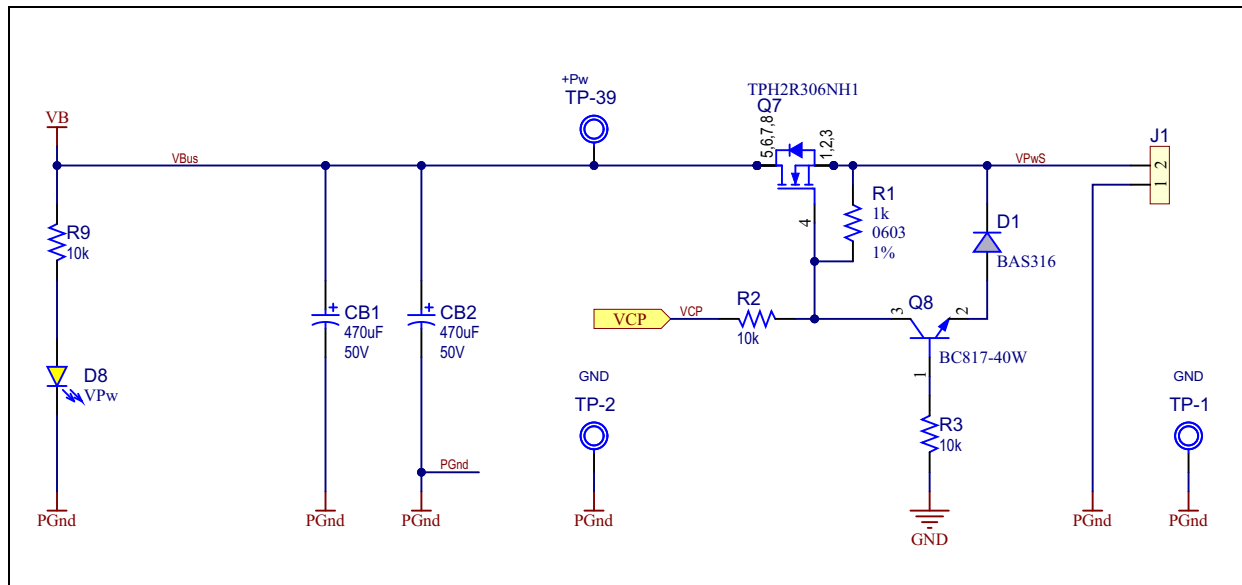 +Pw
TP-39
TPH2R306NH1
Q7
5,6,7,8
1,2,3
4
VB
VBus
VPwS
J1
2
1
R1
1k
0603
1%
D1
BAS316
R9
10k
CB1
470uF
50V
CB2
470uF
50V
VCP
VCP
R2
10k
Q8
3
2
1
BC817-40W
D8
VPw
GND
TP-2
GND
TP-1
R3
10k
PGnd
PGnd
PGnd
PGnd
PGnd
GND
PGnd
PGnd